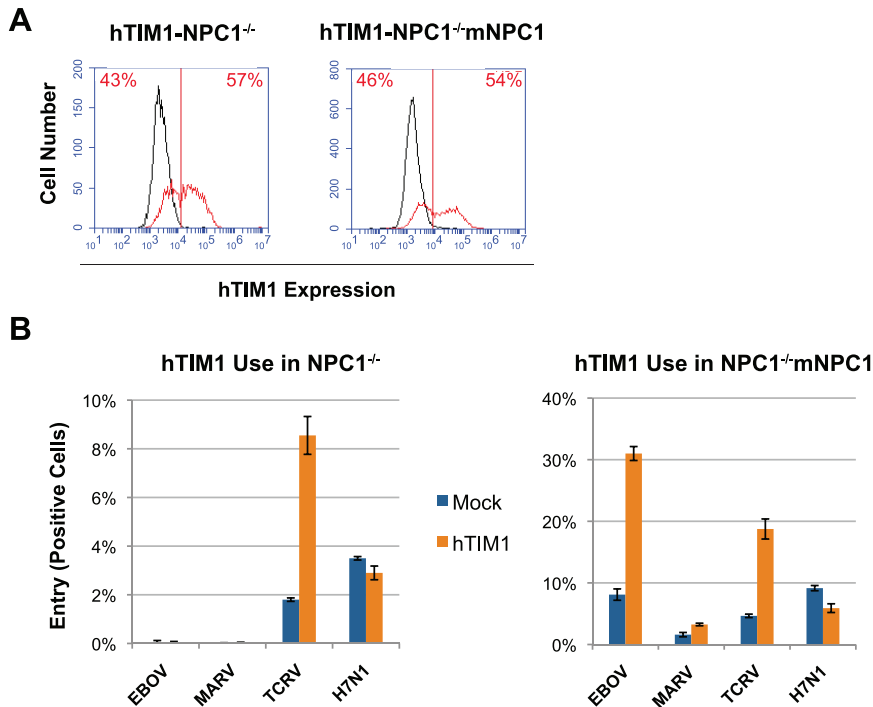 A
hTIM1-NPC1-/-
hTIM1-NPC1-/-mNPC1
Cell Number
200
150
100
50
0
43%
57%
10 1
10 2
10 3
10 4
10 5
10 6
10 7
800
600
400
200
0
46%
54%
10 1
10 2
10 3
10 4
10 5
10 6
10 7
hTIM1 Expression
B
hTIM1 Use in NPC1-/-
Entry (Positive Cells)
10%
8%
6%
4%
2%
0%
EBOV
MARV
TCRV
H7N1
Mock
hTIM1
hTIM1 Use in NPC1-/-mNPC1
40%
30%
20%
10%
0%
EBOV
MARV
TCRV
H7N1